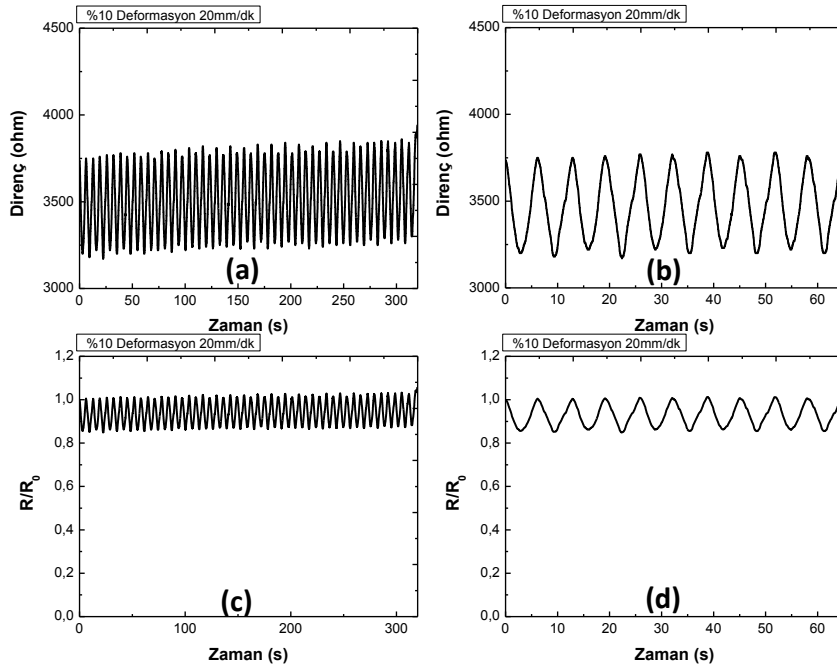 %10 Deformasyon 20mm/dk
4500
4000
3500
3000
Direnç (ohm)
0 50 100 150 200 250 300
Zaman (s)
(a)
%10 Deformasyon 20mm/dk
4500
4000
3500
3000
Direnç (ohm)
0 10 20 30 40 50 60
Zaman (s)
(b)
%10 Deformasyon 20mm/dk
1,2
1,0
0,8
0,6
0,4
0,2
0,0
R/R0
0 100 200 300
Zaman (s)
(c)
%10 Deformasyon 20mm/dk
1,2
1,0
0,8
0,6
0,4
0,2
0,0
R/R0
0 10 20 30 40 50 60
Zaman (s)
(d)